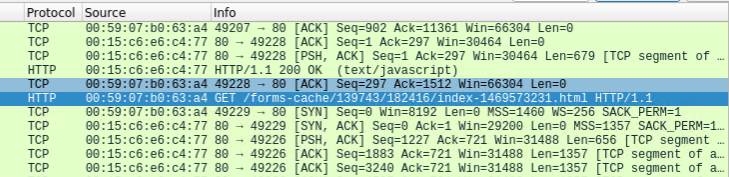 Protocol Source Info
TCP 00:59:07:b0:63:a4 49207 → 80 [ACK] Seq=902 Ack=11361 Win=66304 Len=0
TCP 00:15:c6:e6:c4:77 80 → 49228 [ACK] Seq=1 Ack=297 Win=30464 Len=0
TCP 00:15:c6:e6:c4:77 80 → 49228 [PSH, ACK] Seq=1 Ack=297 Win=30464 Len=679 [TCP segment of …
HTTP 00:15:c6:e6:c4:77 HTTP/1.1 200 OK (text/javascript)
TCP 00:59:07:b0:63:a4 49228 → 80 [ACK] Seq=297 Ack=1512 Win=66304 Len=0
HTTP 00:59:07:b0:63:a4 GET /forms-cache/139743/182416/index-1469573231.html HTTP/1.1
TCP 00:59:07:b0:63:a4 49229 → 80 [SYN] Seq=0 Win=8192 Len=0 MSS=1460 WS=256 SACK_PERM=1
TCP 00:15:c6:e6:c4:77 80 → 49229 [SYN, ACK] Seq=0 Ack=1 Win=29200 Len=0 MSS=1357 SACK_PERM=1…
TCP 00:15:c6:e6:c4:77 80 → 49226 [PSH, ACK] Seq=1227 Ack=721 Win=31488 Len=656 [TCP segment …
TCP 00:15:c6:e6:c4:77 80 → 49226 [ACK] Seq=1883 Ack=721 Win=31488 Len=1357 [TCP segment of a…
TCP 00:15:c6:e6:c4:77 80 → 49226 [ACK] Seq=3240 Ack=721 Win=31488 Len=1357 [TCP segment of a…